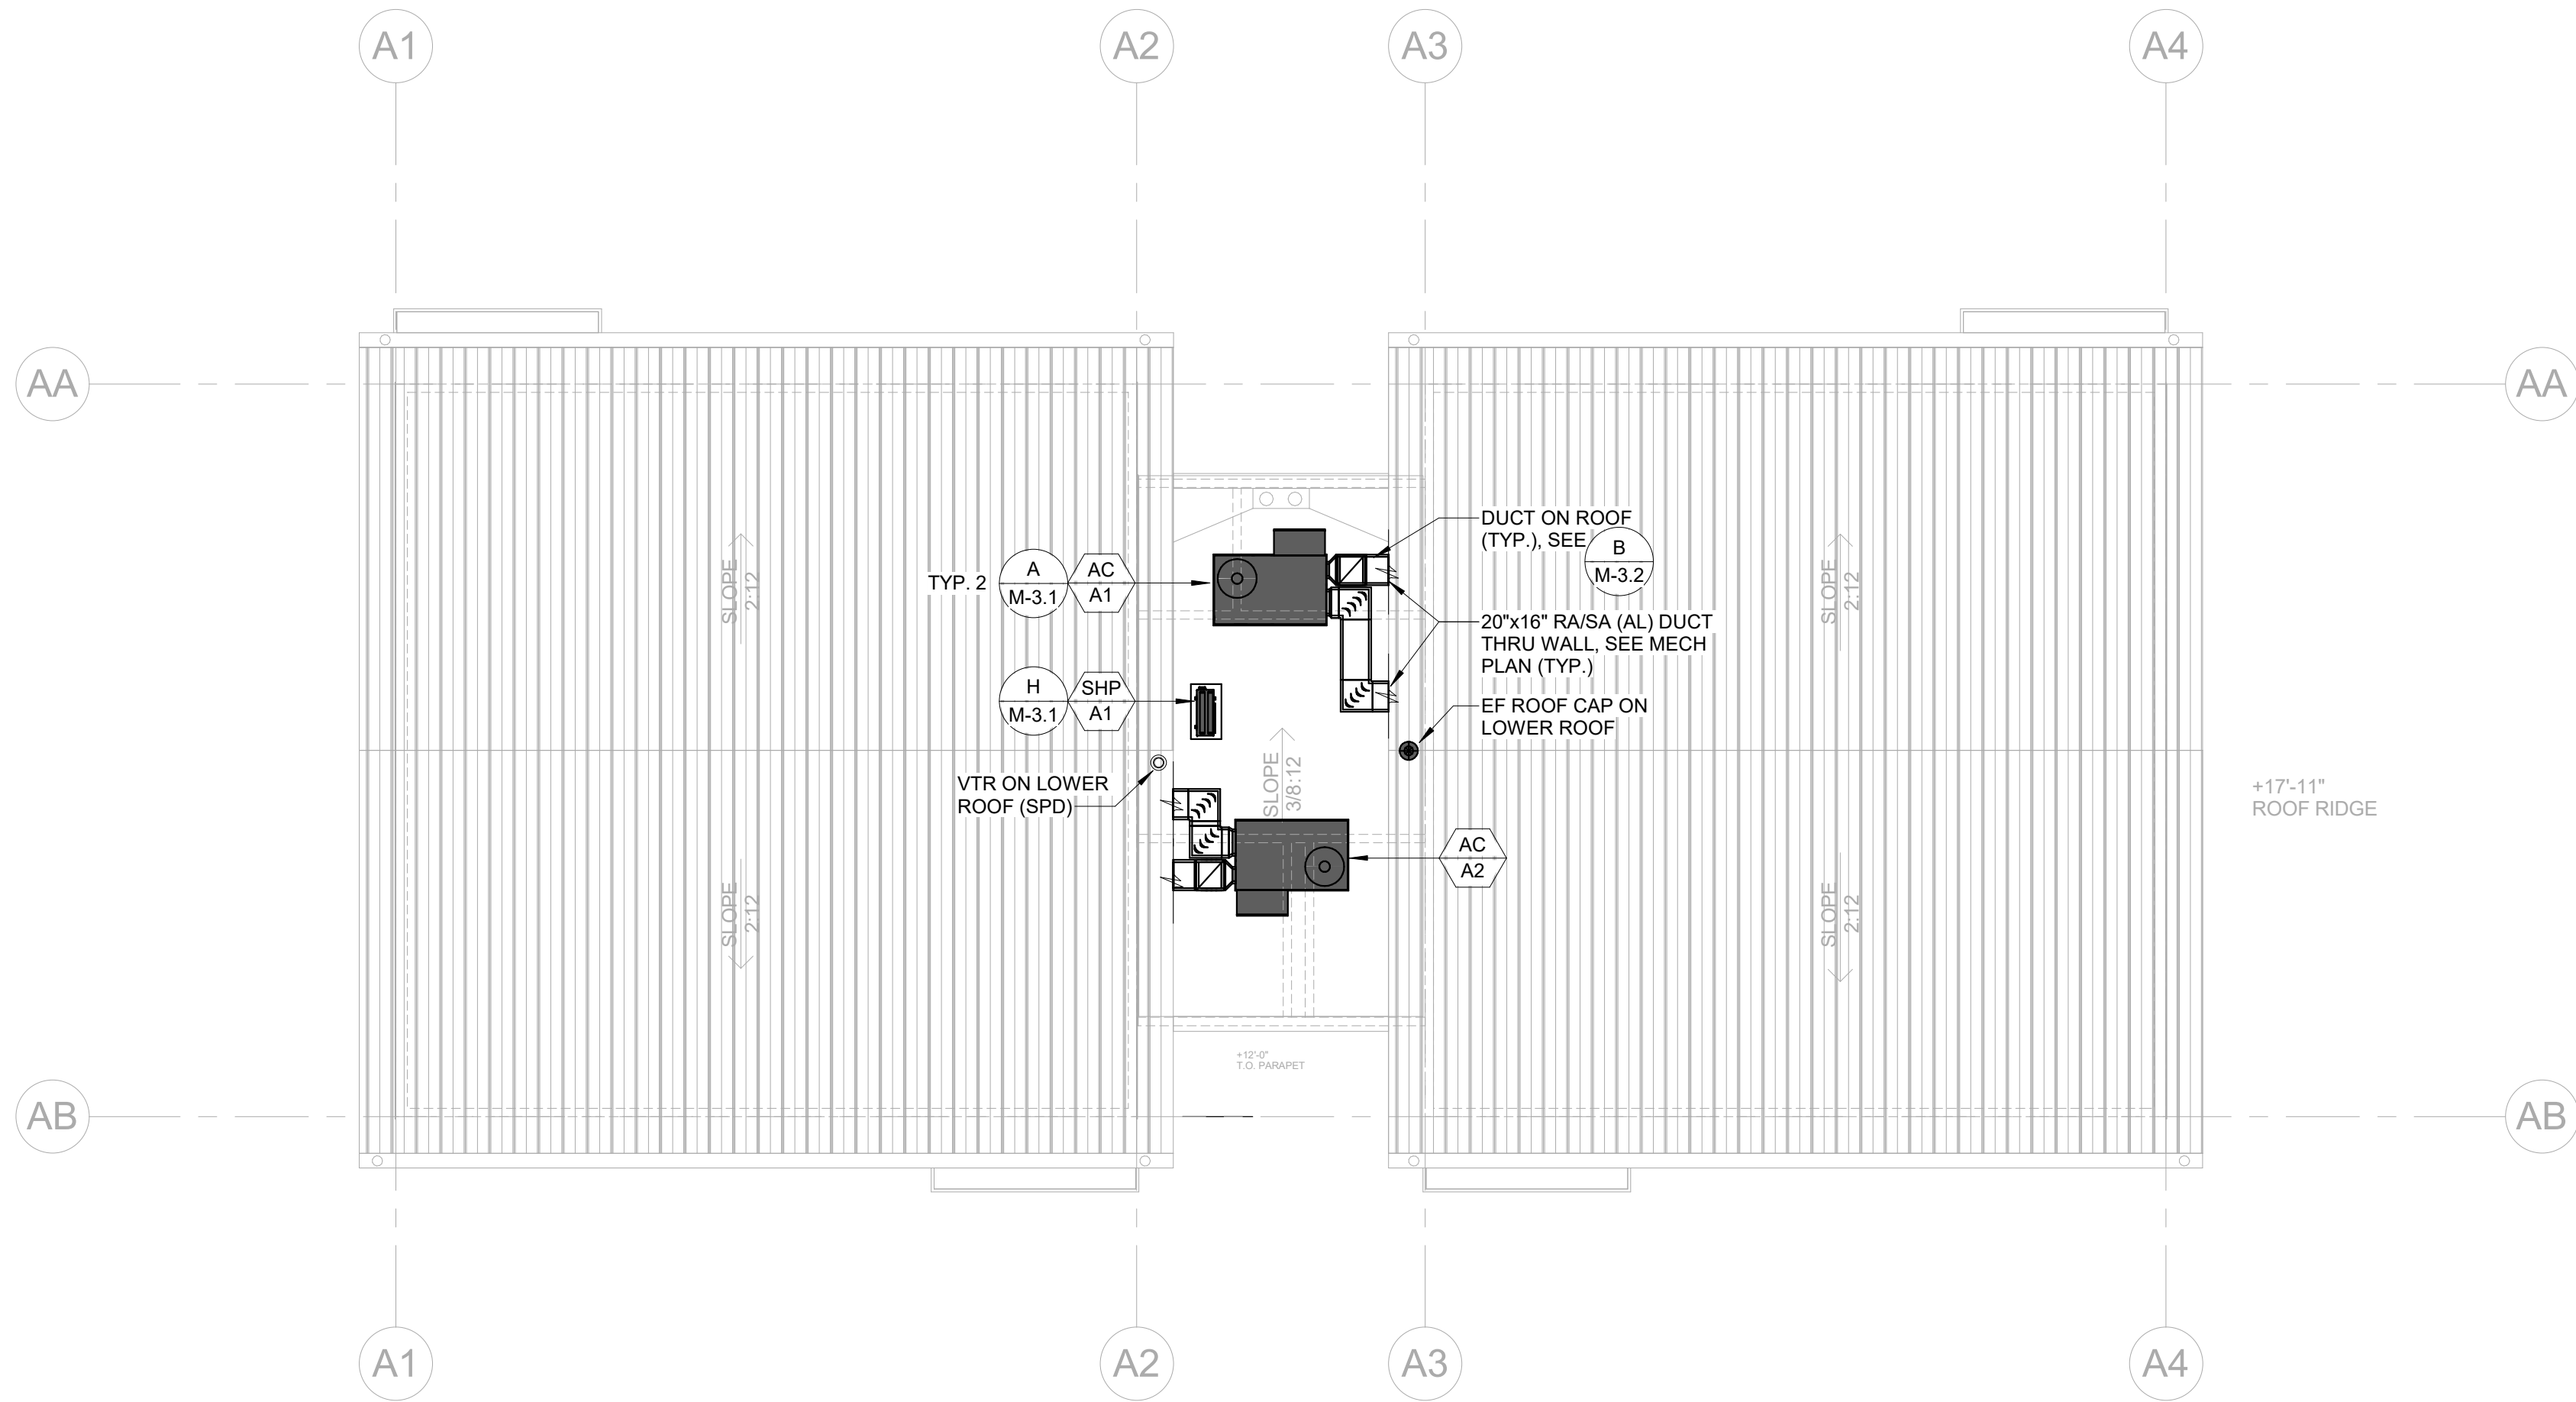 A1
A2
A3
A4
AA
AA
DUCT ON ROOF
(TYP.), SEE
B
M-3.2
TYP. 2
A
M-3.1
AC
A1
SLOPE
2:12
SLOPE
2:12
20"x16" RA/SA (AL) DUCT
THRU WALL, SEE MECH
PLAN (TYP.)
H
M-3.1
SHP
A1
EF ROOF CAP ON
LOWER ROOF
VTR ON LOWER
ROOF (SPD)
SLOPE
3/8:12
+17'-11"
ROOF RIDGE
AC
A2
SLOPE
2:12
SLOPE
2:12
+12'-0"
T.O. PARAPET
AB
AB
A1
A2
A3
A4